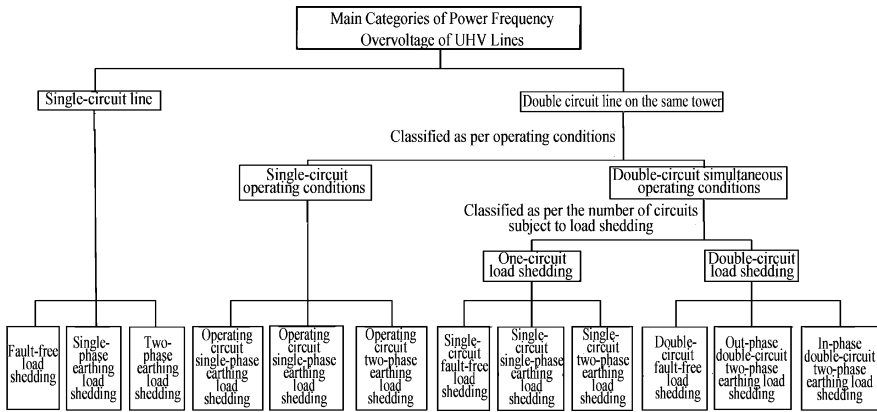 Main Categories of Power Frequency
Overvoltage of UHV Lines
Single-circuit line
Double circuit line on the same tower
Classified as per operating conditions
Single-circuit
operating conditions
Double-circuit simultaneous
operating conditions
Classified as per the number of circuits
subject to load shedding
One-circuit
load shedding
Double-circuit
load shedding
Fault-free
load
shedding
Single-
phase
earthing
load
shedding
Two-
phase
earthing
load
shedding
Operating
circuit
single-phase
earthing
load
shedding
Operating
circuit
single-phase
earthing
load
shedding
Operating
circuit
two-phase
earthing
load
shedding
Single-
circuit
fault-free
load
shedding
Single-
circuit
single-phase
earthing
load
shedding
Single-
circuit
two-phase
earthing
load
shedding
Double-
circuit
fault-free
load
shedding
Out-phase
double-circuit
two-phase
earthing load
shedding
In-phase
double-circuit
two-phase
earthing load
shedding